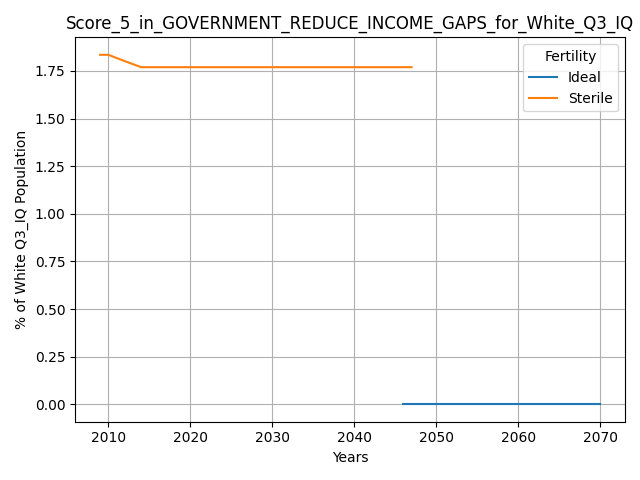 Score_5_in_GOVERNMENT_REDUCE_INCOME_GAPS_for_White_Q3_IQ
Fertility
Ideal
Sterile
% of White Q3_IQ Population
1.75
1.50
1.25
1.00
0.75
0.50
0.25
0.00
2010 2020 2030 2040 2050 2060 2070
Years